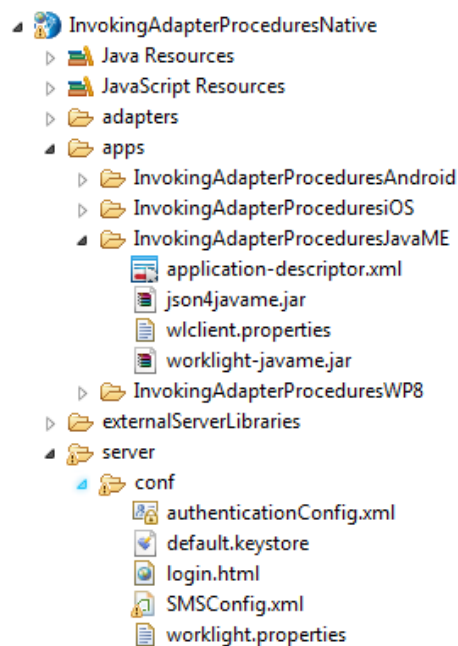 InvokingAdapterProceduresNative
Java Resources
JavaScript Resources
adapters
apps
InvokingAdapterProceduresAndroid
InvokingAdapterProceduresiOS
InvokingAdapterProceduresJavaME
application-descriptor.xml
json4javame.jar
wlclient.properties
worklight-javame.jar
InvokingAdapterProceduresWP8
externalServerLibraries
server
conf
authenticationConfig.xml
default.keystore
login.html
SMSConfig.xml
worklight.properties